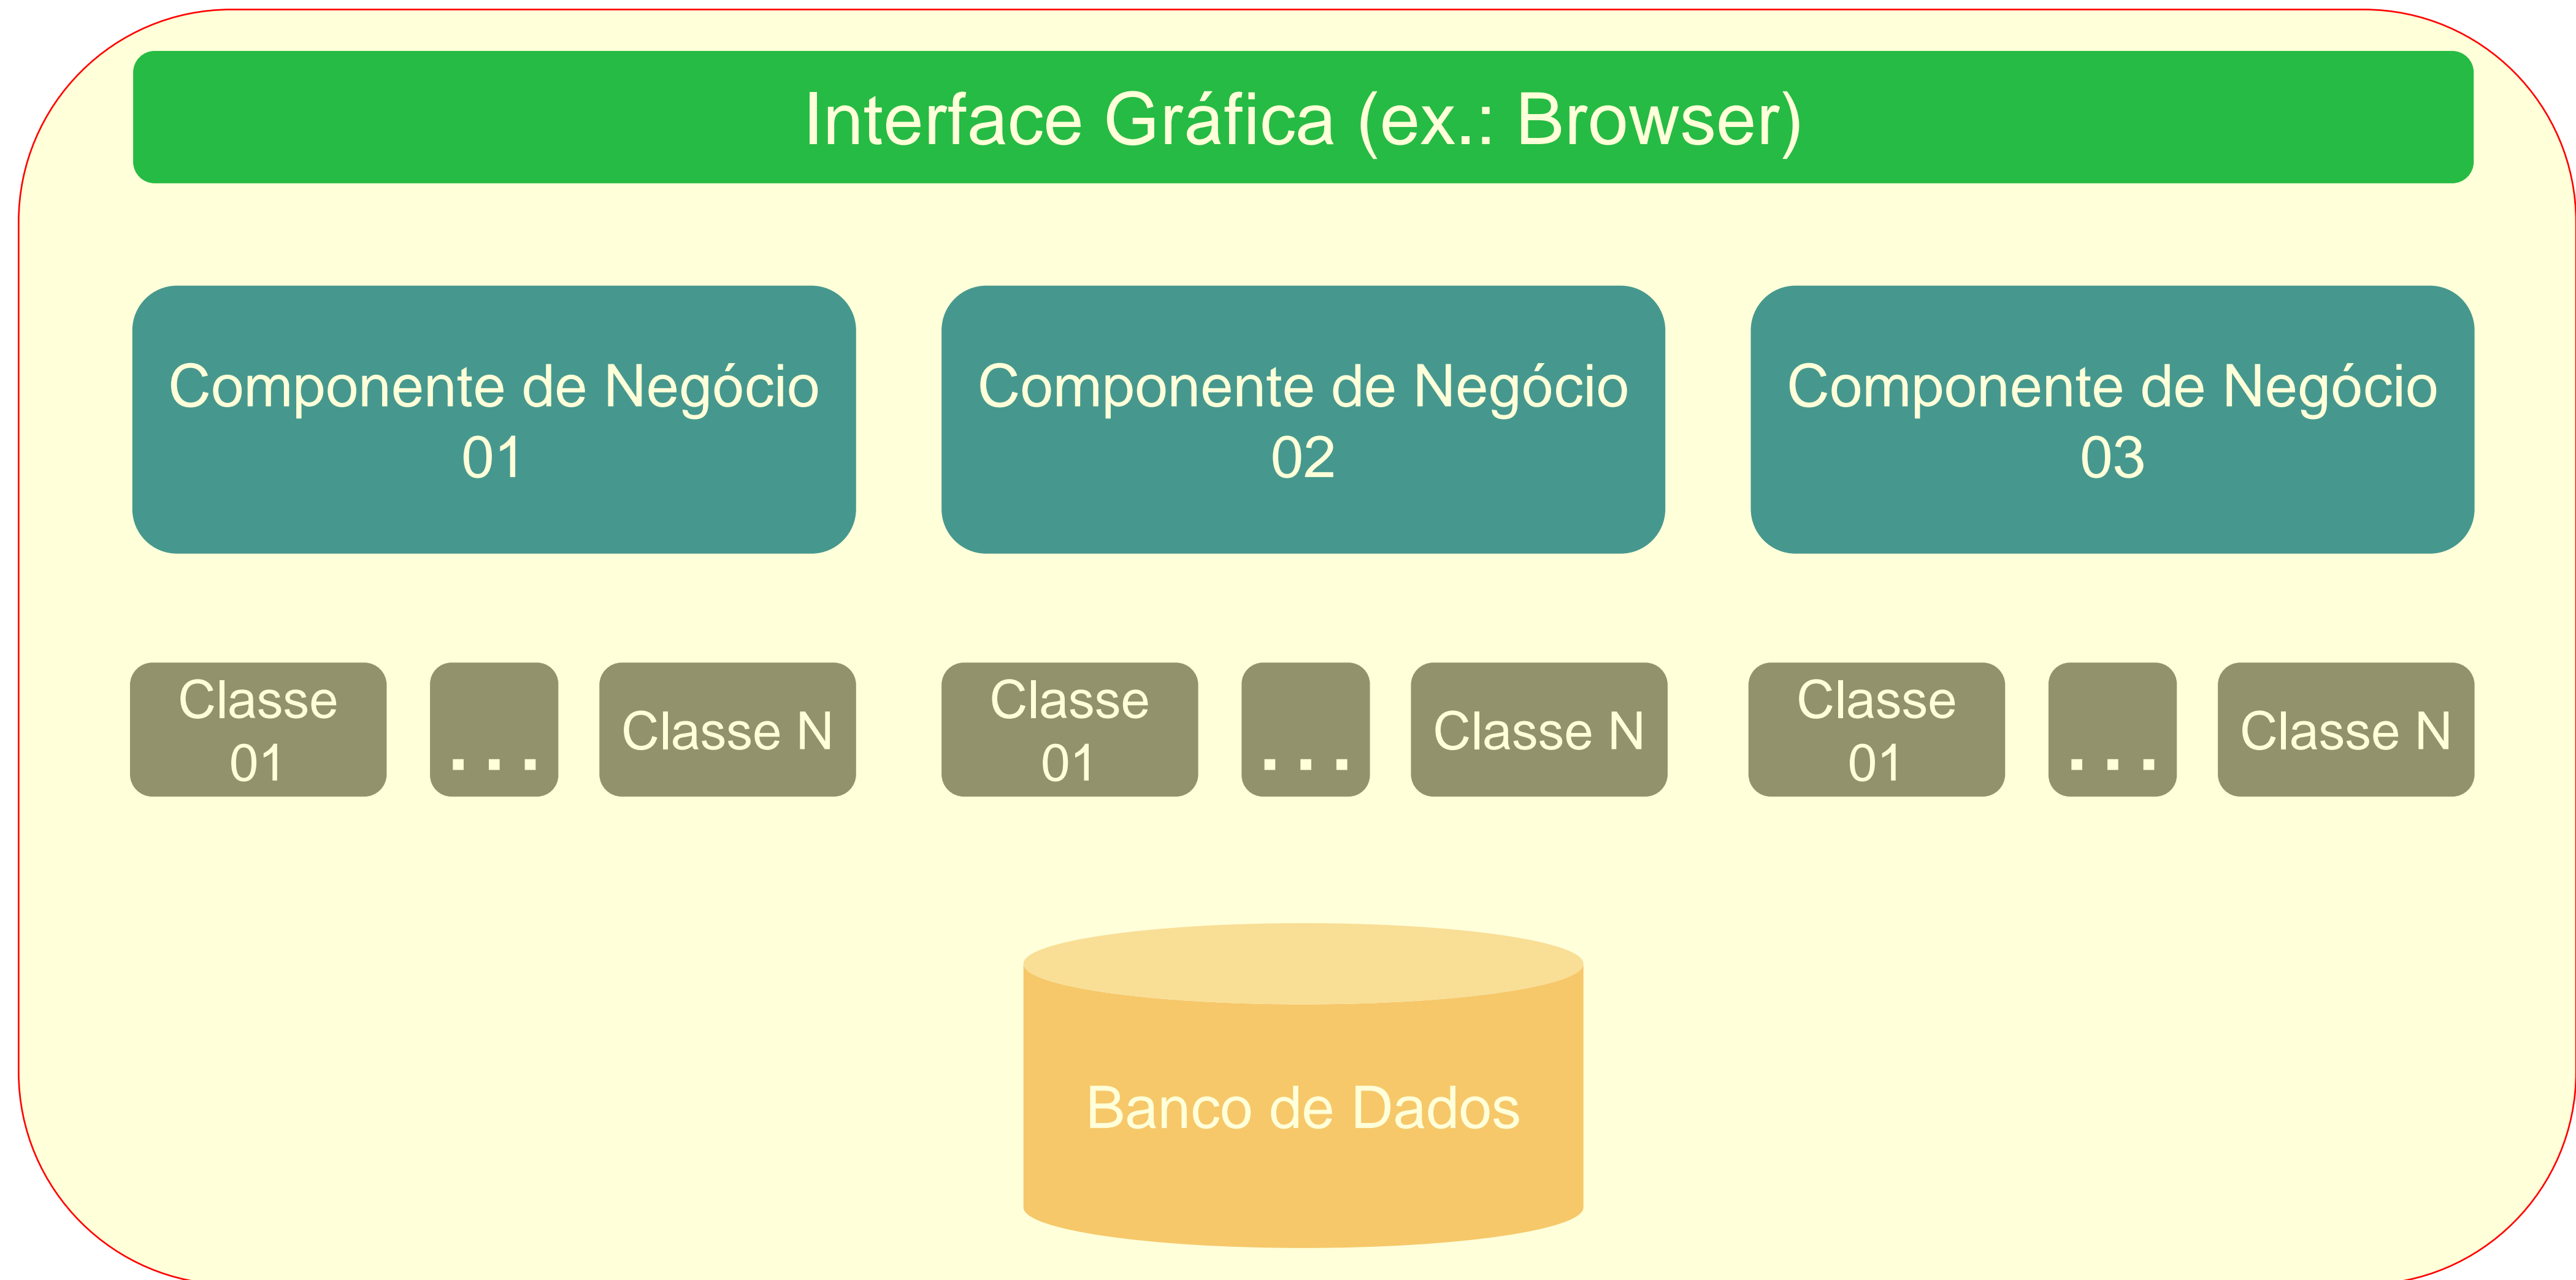 Interface Gráfica (ex.: Browser)
Componente de Negócio
01
Componente de Negócio
02
Componente de Negócio
03
Classe
01
...
Classe N
Classe
01
...
Classe N
Classe
01
...
Classe N
Banco de Dados